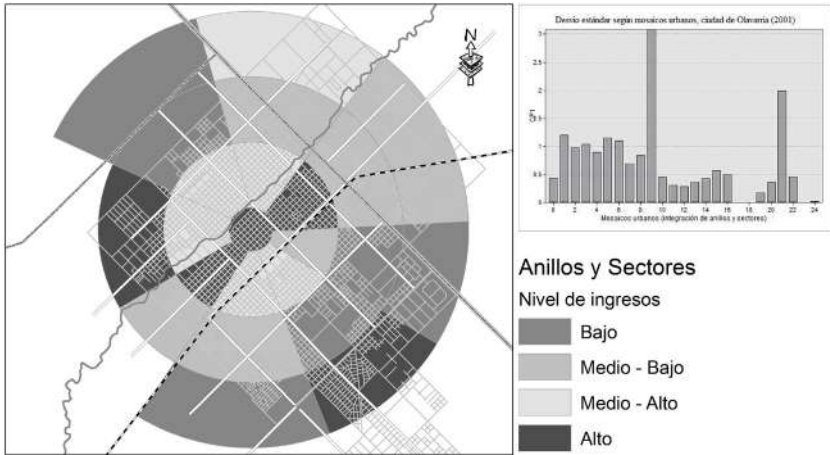 N
Desvio estándar según mosaicos urbanos, ciudad de Olavarría (2001)
3
2.5
2
1.5
1
0.5
0
0 2 4 6 8 10 12 14 16 18 20 22 24
Mosaicos urbanos (integración de anillos y sectores)
Anillos y Sectores
Nivel de ingresos
Bajo
Medio - Bajo
Medio - Alto
Alto